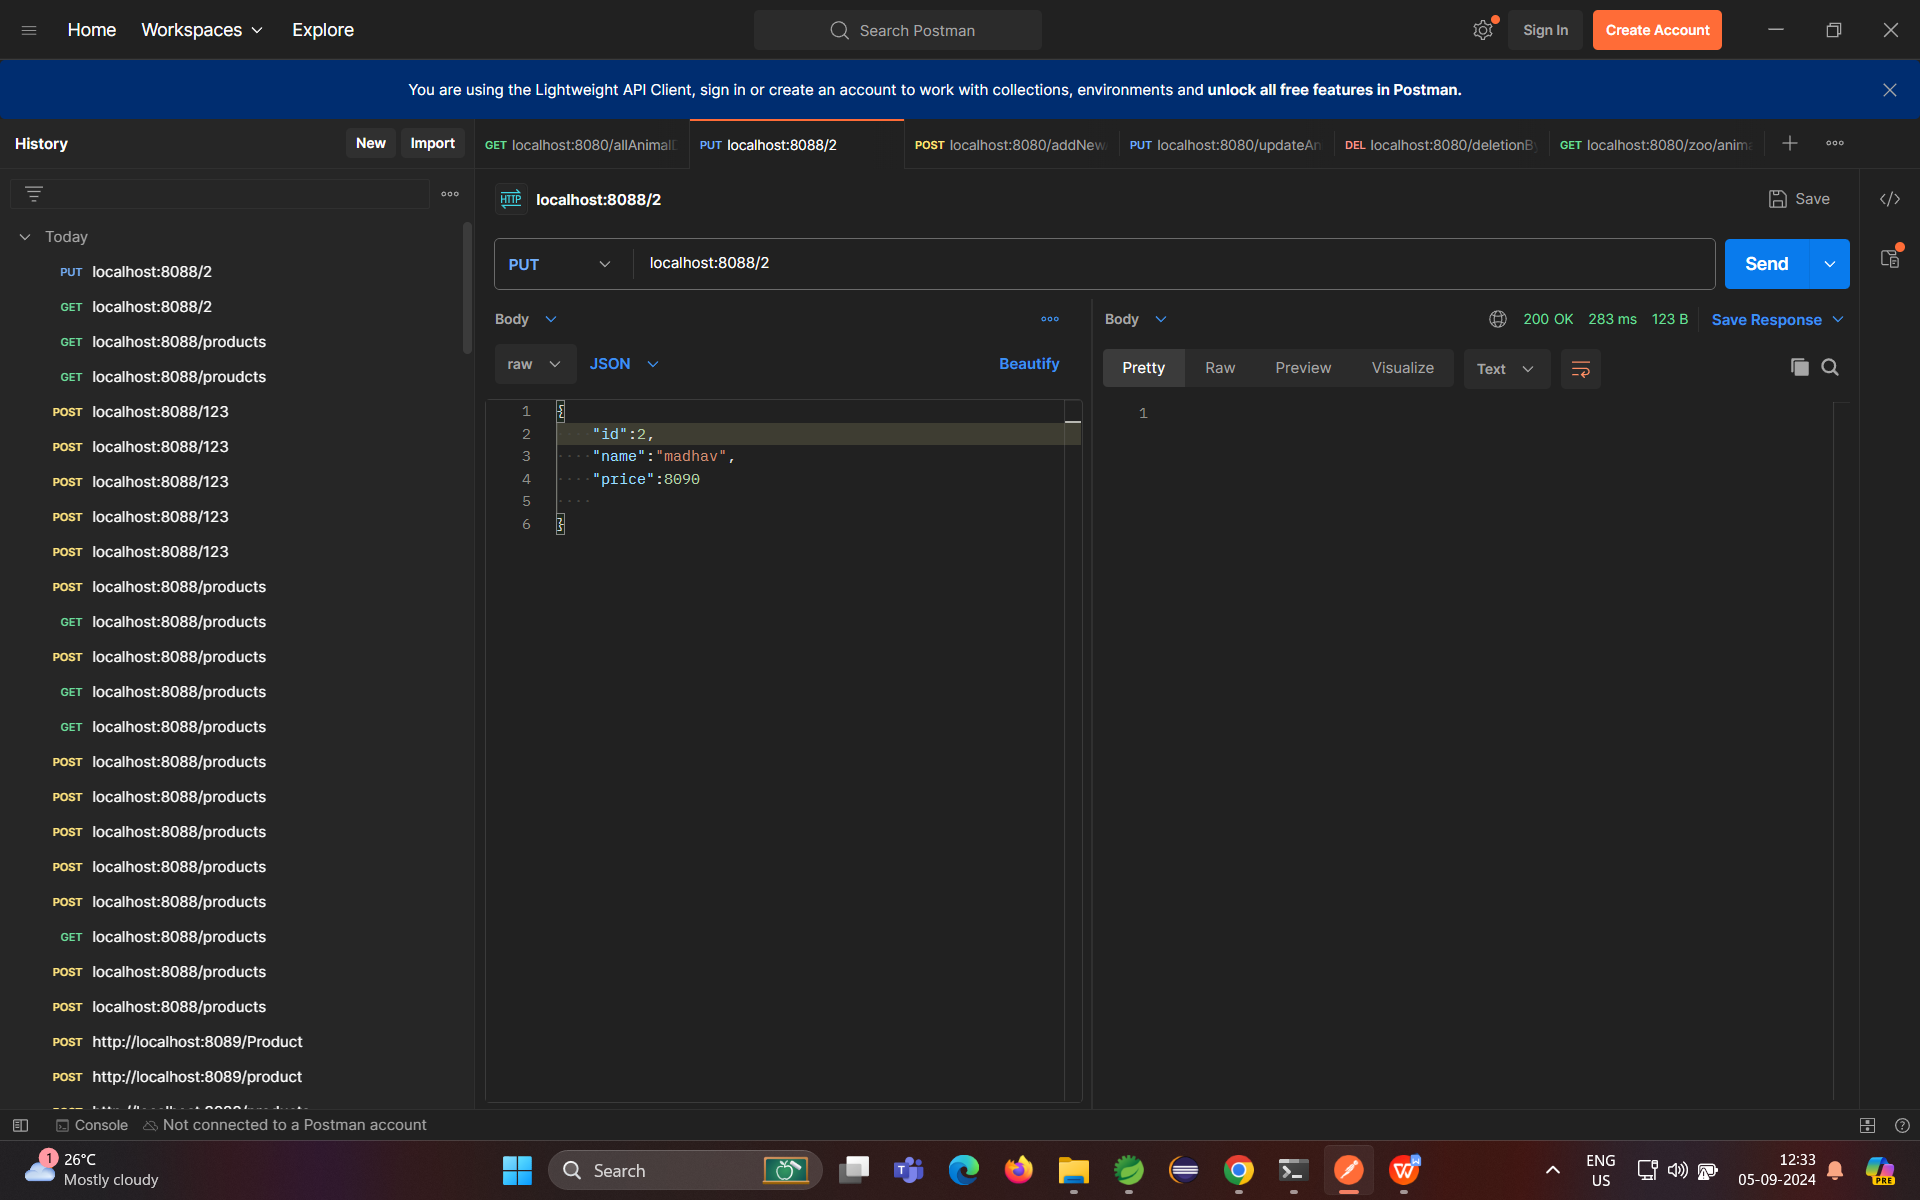 Home
Workspaces
Explore
Search Postman
Sign In
Create Account
You are using the Lightweight API Client, sign in or create an account to work with collections, environments and unlock all free features in Postman.
History
New
Import
GET localhost:8080/allAnimal
PUT localhost:8088/2
POST localhost:8080/addNew
PUT localhost:8080/updateAn
DEL localhost:8080/deletionB
GET localhost:8080/zoo/anima
HTTP localhost:8088/2
Save
Today
PUT localhost:8088/2
GET localhost:8088/2
GET localhost:8088/products
GET localhost:8088/proudcts
POST localhost:8088/123
POST localhost:8088/123
POST localhost:8088/123
POST localhost:8088/123
POST localhost:8088/123
POST localhost:8088/products
GET localhost:8088/products
POST localhost:8088/products
GET localhost:8088/products
GET localhost:8088/products
POST localhost:8088/products
POST localhost:8088/products
POST localhost:8088/products
POST localhost:8088/products
POST localhost:8088/products
GET localhost:8088/products
POST localhost:8088/products
POST localhost:8088/products
POST http://localhost:8089/Product
POST http://localhost:8089/product
PUT
localhost:8088/2
Send
Body
raw
JSON
Beautify
1 {
2 "id":2,
3 "name":"madhav",
4 "price":8090
5
6 }
Body
200 OK 283 ms 123 B
Save Response
Pretty
Raw
Preview
Visualize
Text
1
Console
Not connected to a Postman account
1
26°C
Mostly cloudy
Search
ENG
US
12:33
05-09-2024
PRE